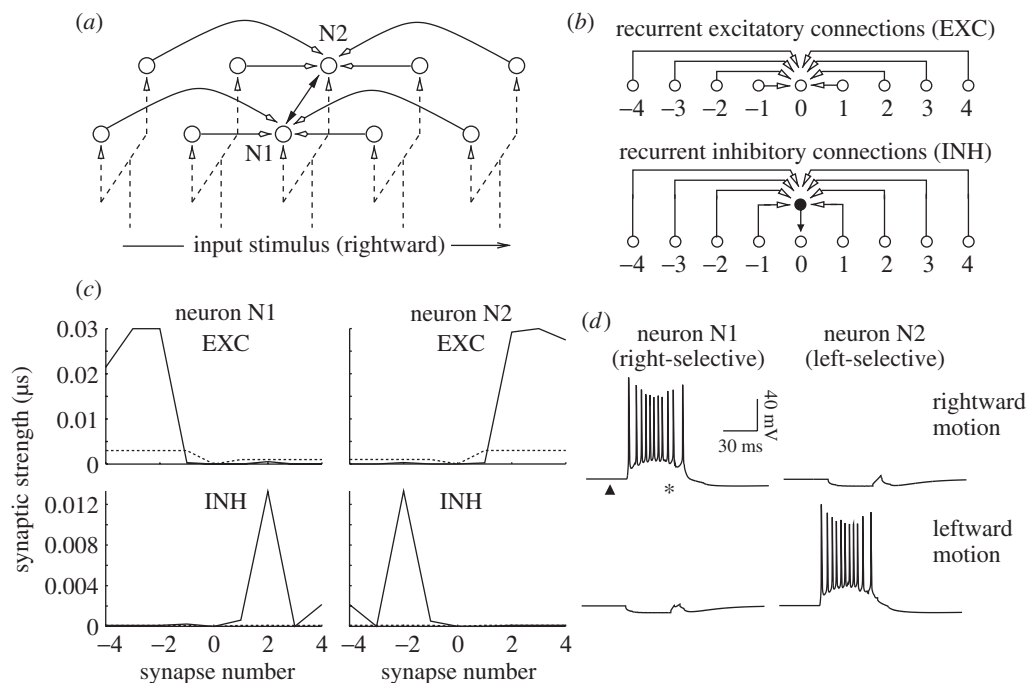 (a)
N2
N1
input stimulus (rightward)
(b)
recurrent excitatory connections (EXC)
−4 −3 −2 −1 0 1 2 3 4
recurrent inhibitory connections (INH)
−4 −3 −2 −1 0 1 2 3 4
(c)
neuron N1
EXC
neuron N2
EXC
synaptic strength (μs)
0.03
0.02
0.01
0
INH
INH
0.012
0.008
0.004
0
−4 −2 0 2 4
−4 −2 0 2 4
synapse number
synapse number
(d)
neuron N1
(right-selective)
neuron N2
(left-selective)
40 mV
30 ms
rightward
motion
*
leftward
motion